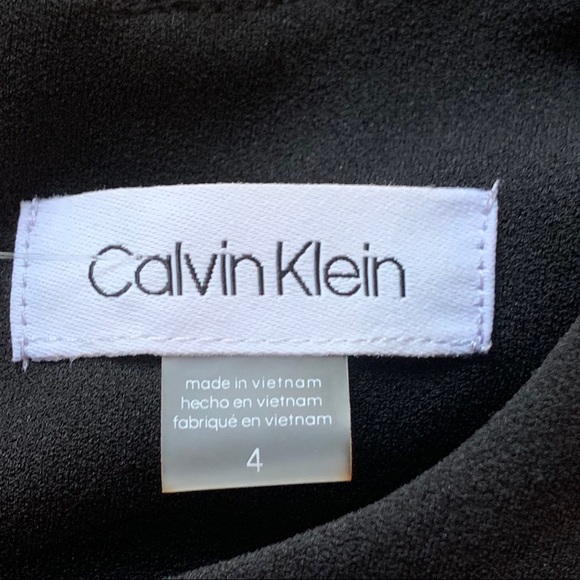 Calvin Klein
made in vietnam
hecho en vietnam
fabriqué en vietnam
4